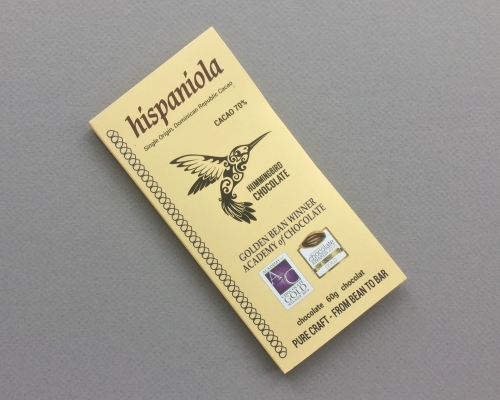 hispaniola
Single Origin, Dominican Republic Cacao
CACAO 70%
HUMMINGBIRD
CHOCOLATE
GOLDEN BEAN WINNER
ACADEMY of CHOCOLATE
A C
GOLD
chocolate
chocolate 60g chocolat
PURE CRAFT - FROM BEAN TO BAR